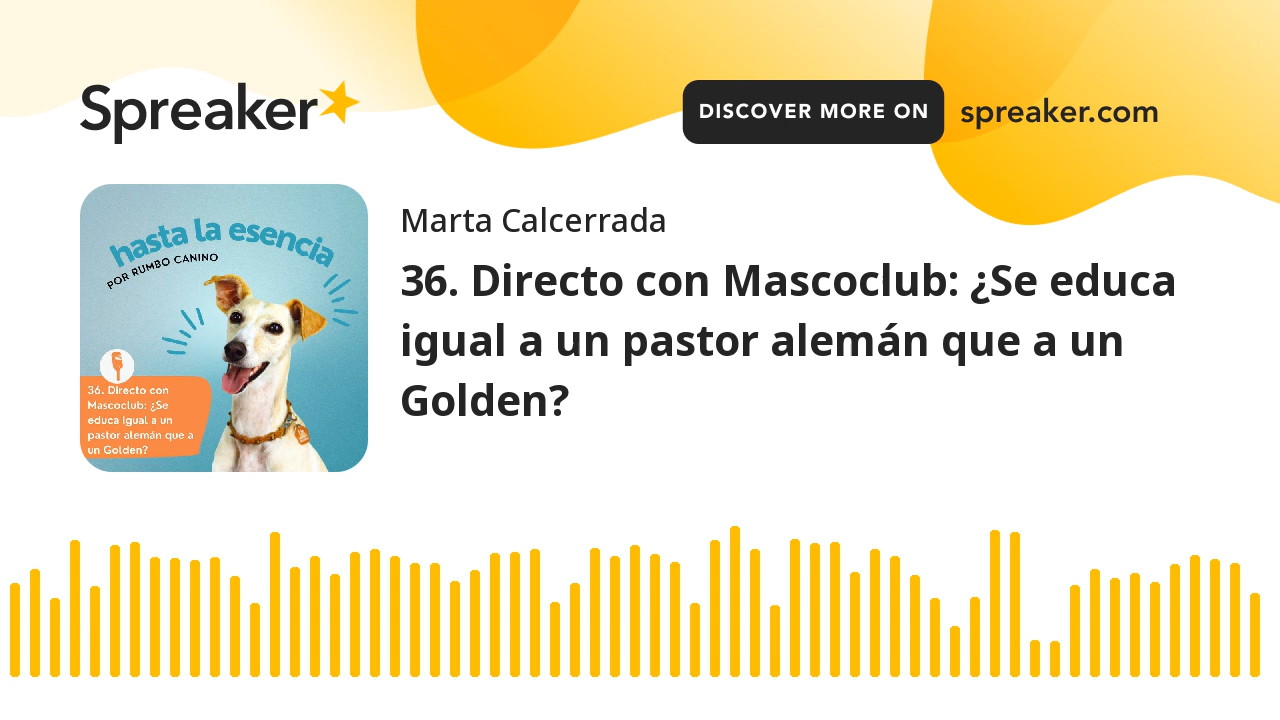 Spreaker
DISCOVER MORE ON
spreaker.com
hasta la esencia
POR RUMBO CANINO
36. Directo con
Mascoclub: ¿Se
educa igual a un
pastor alemán que a
un Golden?
Marta Calcerrada
36. Directo con Mascoclub: ¿Se educa
igual a un pastor alemán que a un
Golden?